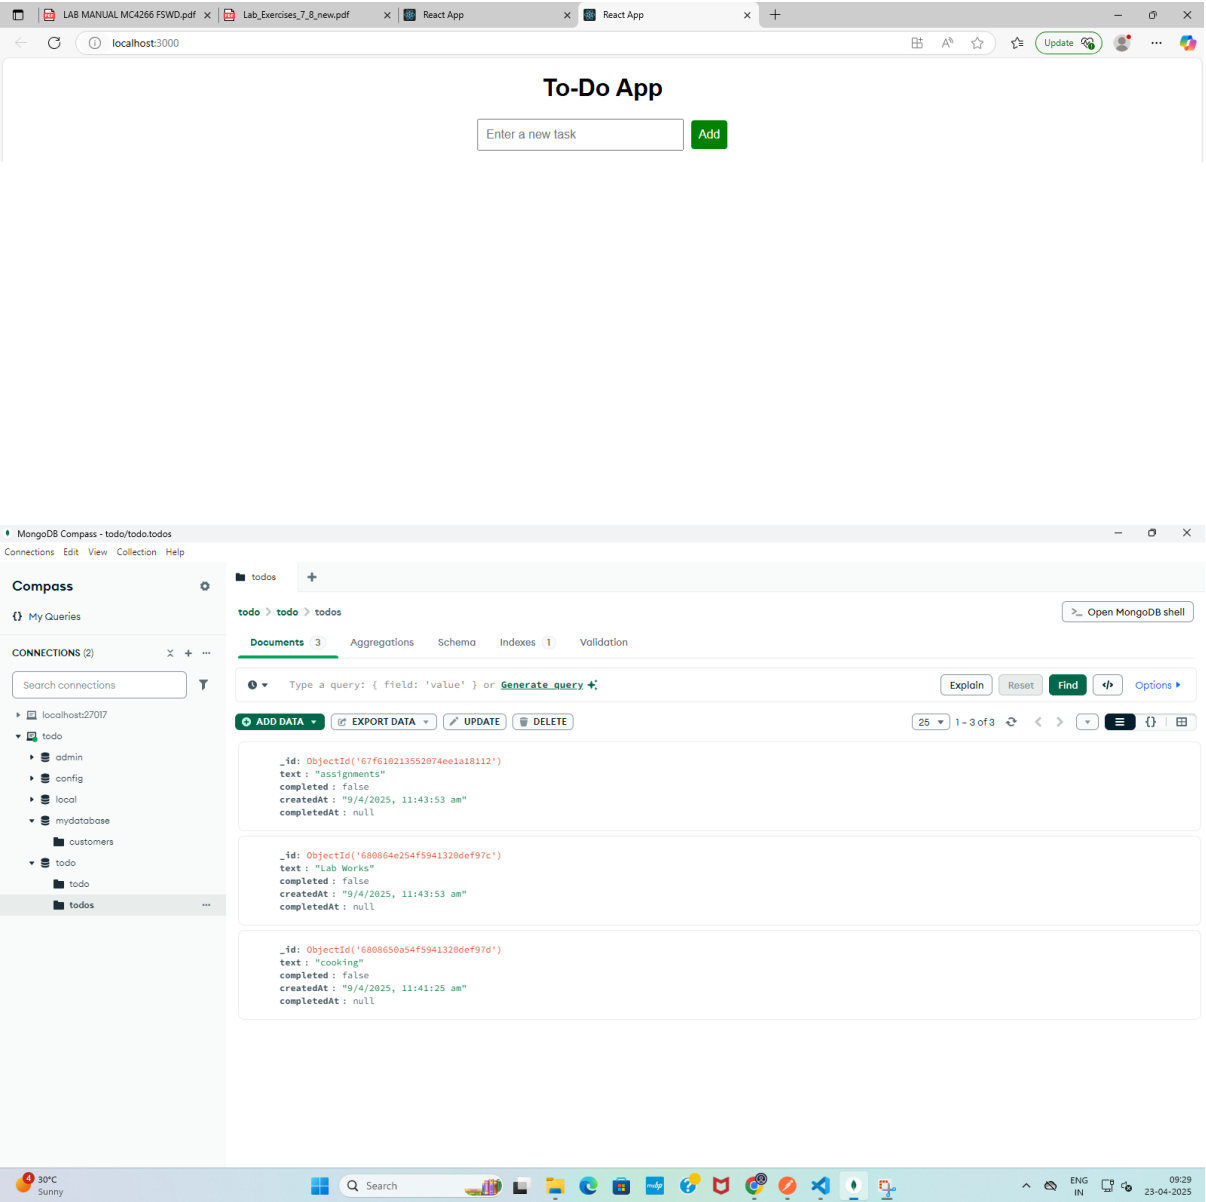 LAB MANUAL MC4266 FSWD.pdf
Lab_Exercises_7_8_new.pdf
React App
React App
localhost:3000
Update
To-Do App
Enter a new task
Add
MongoDB Compass - todo/todo.todos
Connections Edit View Collection Help
Compass
{} My Queries
CONNECTIONS (2)
Search connections
localhost:27017
todo
admin
config
local
mydatabase
customers
todo
todo
todos
todos
todo > todo > todos
>_ Open MongoDB shell
Documents 3 Aggregations Schema Indexes 1 Validation
Type a query: { field: 'value' } or Generate query
Explain Reset Find </> Options
ADD DATA EXPORT DATA UPDATE DELETE
25 1 – 3 of 3 {}
_id: ObjectId('67f610213552074ee1a18112')
text : "assignments"
completed : false
createdAt : "9/4/2025, 11:43:53 am"
completedAt : null
_id: ObjectId('680864e254f5941320def97c')
text : "Lab Works"
completed : false
createdAt : "9/4/2025, 11:43:53 am"
completedAt : null
_id: ObjectId('6808650a54f5941320def97d')
text : "cooking"
completed : false
createdAt : "9/4/2025, 11:41:25 am"
completedAt : null
4
30°C
Sunny
Search
ENG
IN
09:29
23-04-2025